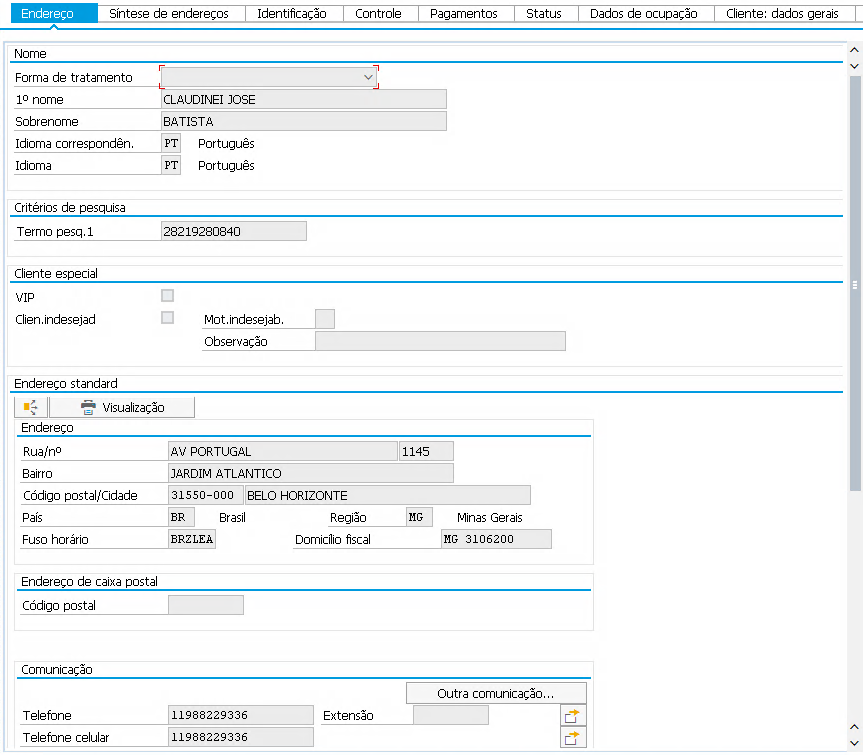 Endereço Síntese de endereços Identificação Controle Pagamentos Status Dados de ocupação Cliente: dados gerais
Nome
Forma de tratamento
1º nome CLAUDINEI JOSE
Sobrenome BATISTA
Idioma correspondên. PT Português
Idioma PT Português
Critérios de pesquisa
Termo pesq.1 28219280840
Cliente especial
VIP
Clien.indesejad Mot.indesejab.
Observação
Endereço standard
Visualização
Endereço
Rua/nº AV PORTUGAL 1145
Bairro JARDIM ATLANTICO
Código postal/Cidade 31550-000 BELO HORIZONTE
País BR Brasil Região MG Minas Gerais
Fuso horário BRZLEA Domicílio fiscal MG 3106200
Endereço de caixa postal
Código postal
Comunicação
Outra comunicação...
Telefone 11988229336 Extensão
Telefone celular 11988229336